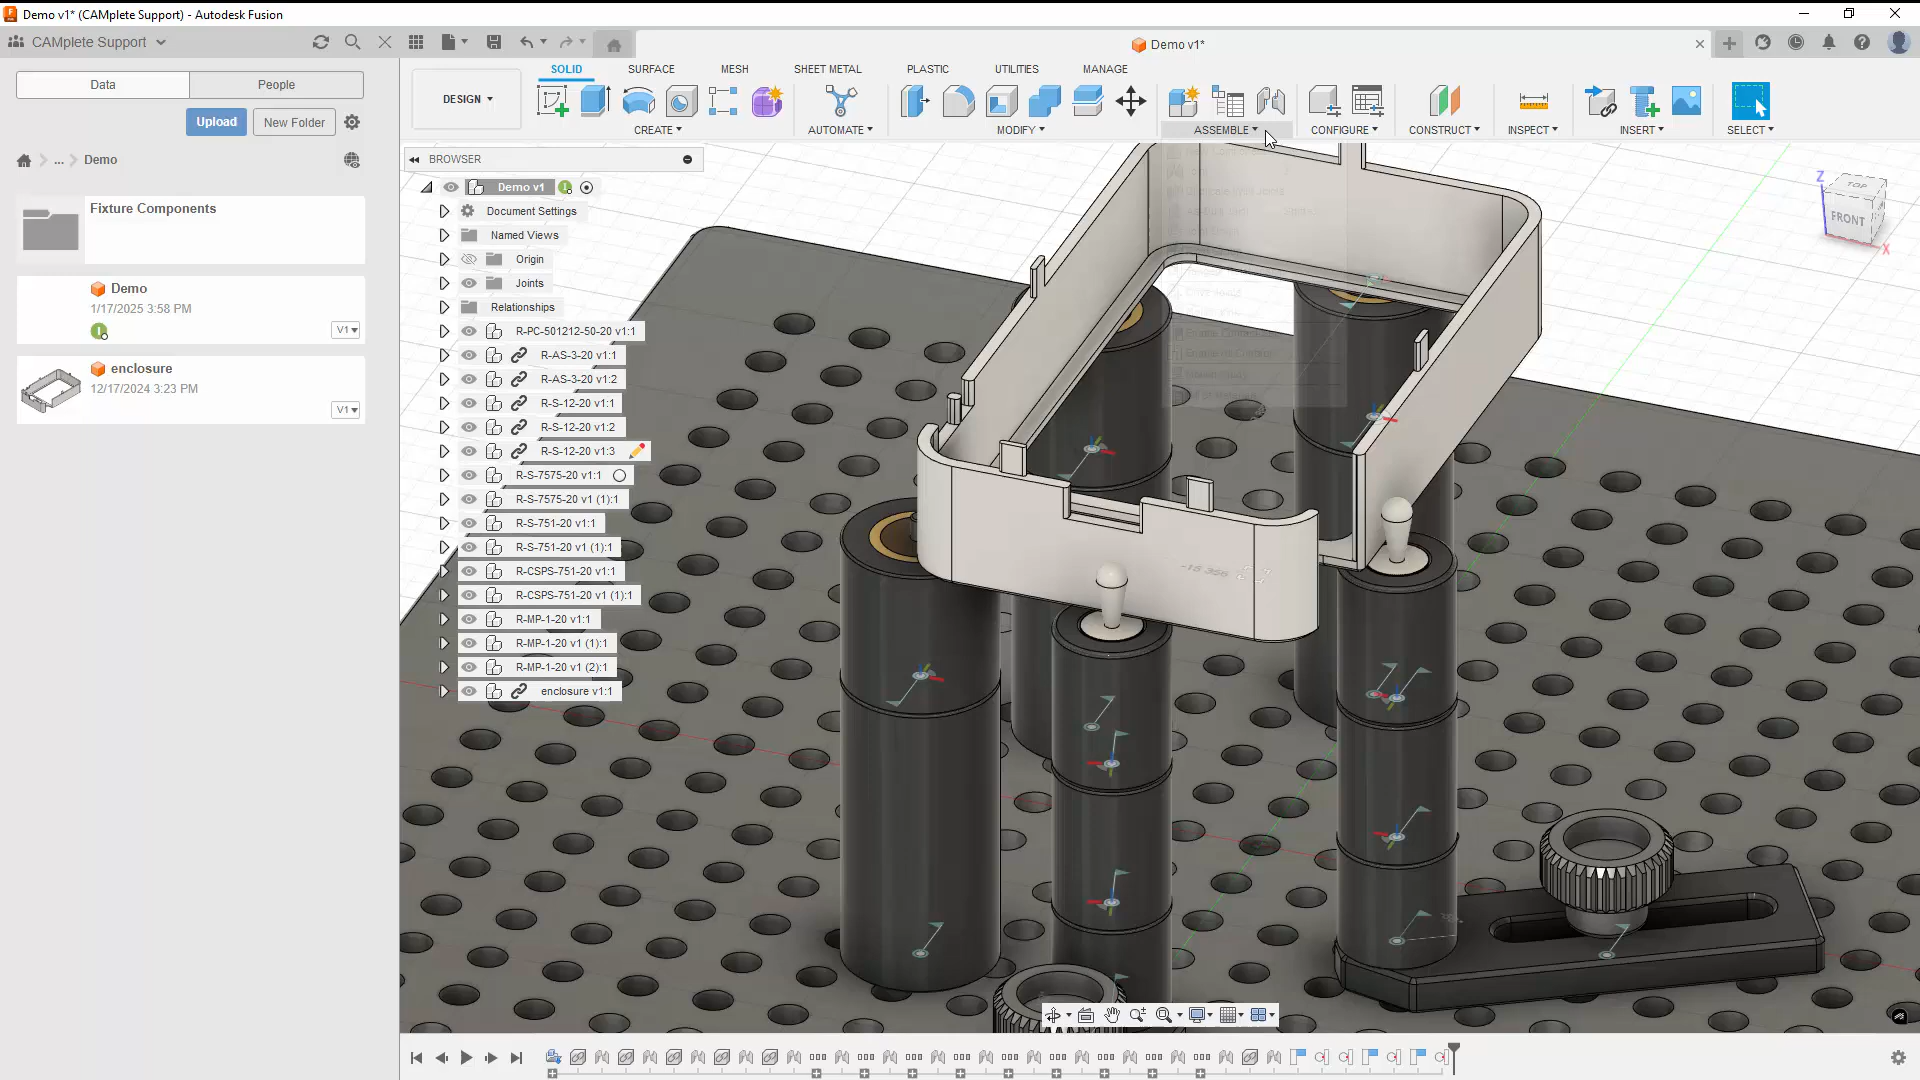 Demo v1* (CAMplete Support) - Autodesk Fusion
CAMplete Support
Demo v1*
Data
People
Upload
New Folder
... Demo
Fixture Components
Demo
1/17/2025 3:58 PM
V1
enclosure
12/17/2024 3:23 PM
V1
DESIGN
SOLID
SURFACE
MESH
SHEET METAL
PLASTIC
UTILITIES
MANAGE
CREATE
AUTOMATE
MODIFY
ASSEMBLE
CONFIGURE
CONSTRUCT
INSPECT
INSERT
SELECT
BROWSER
Demo v1
Document Settings
Named Views
Origin
Joints
Relationships
R-PC-501212-50-20 v1:1
R-AS-3-20 v1:1
R-AS-3-20 v1:2
R-S-12-20 v1:1
R-S-12-20 v1:2
R-S-12-20 v1:3
R-S-7575-20 v1:1
R-S-7575-20 v1 (1):1
R-S-751-20 v1:1
R-S-751-20 v1 (1):1
R-CSPS-751-20 v1:1
R-CSPS-751-20 v1 (1):1
R-MP-1-20 v1:1
R-MP-1-20 v1 (1):1
R-MP-1-20 v1 (2):1
enclosure v1:1
Z
TOP
FRONT
X